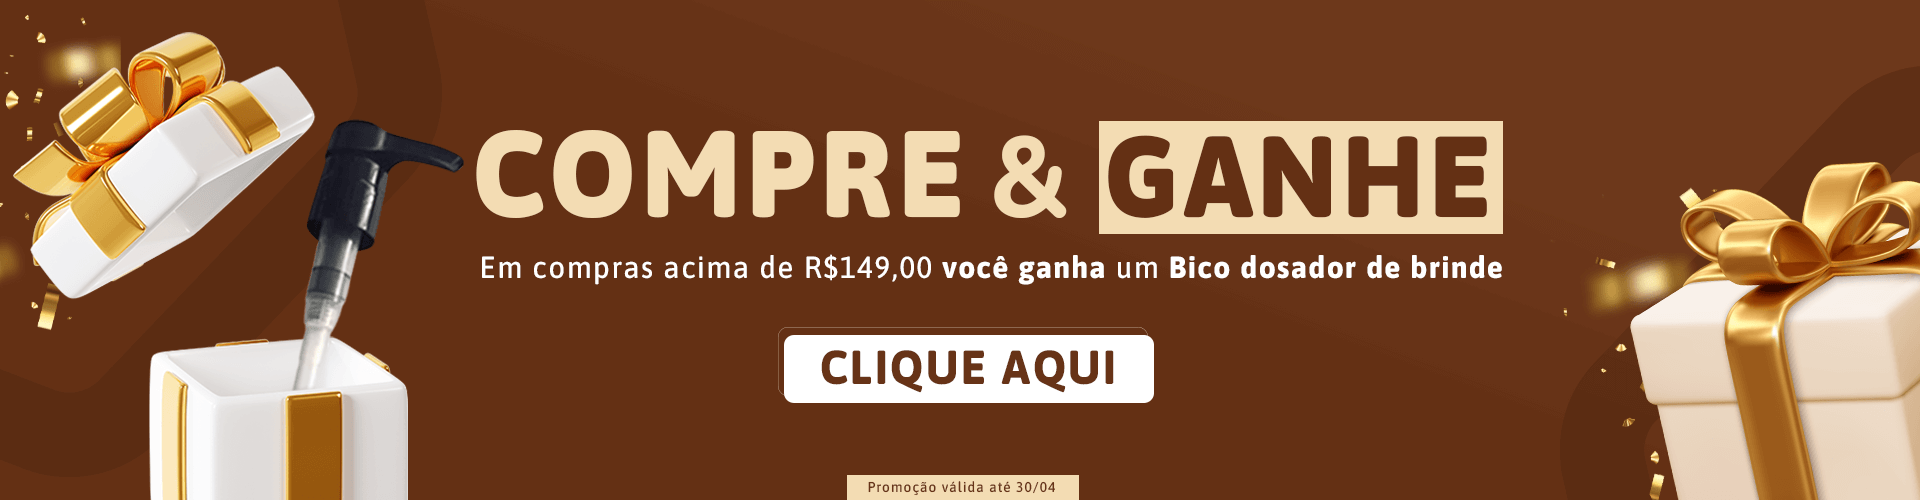 COMPRE & GANHE
Em compras acima de R$149,00 você ganha um Bico dosador de brinde
CLIQUE AQUI
Promoção válida até 30/04